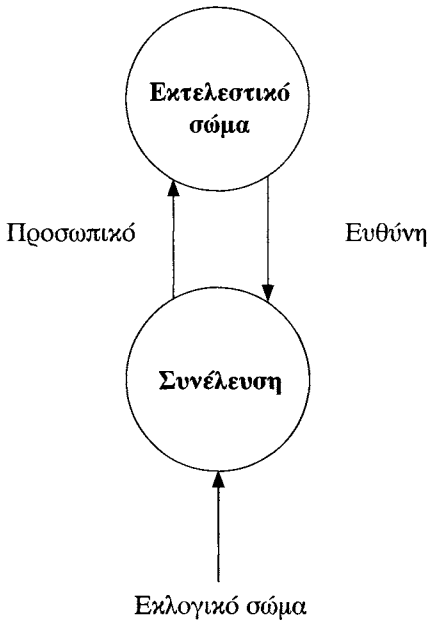 Εκτελεστικό
σώμα
Προσωπικό
Ευθύνη
Συνέλευση
Εκλογικό σώμα